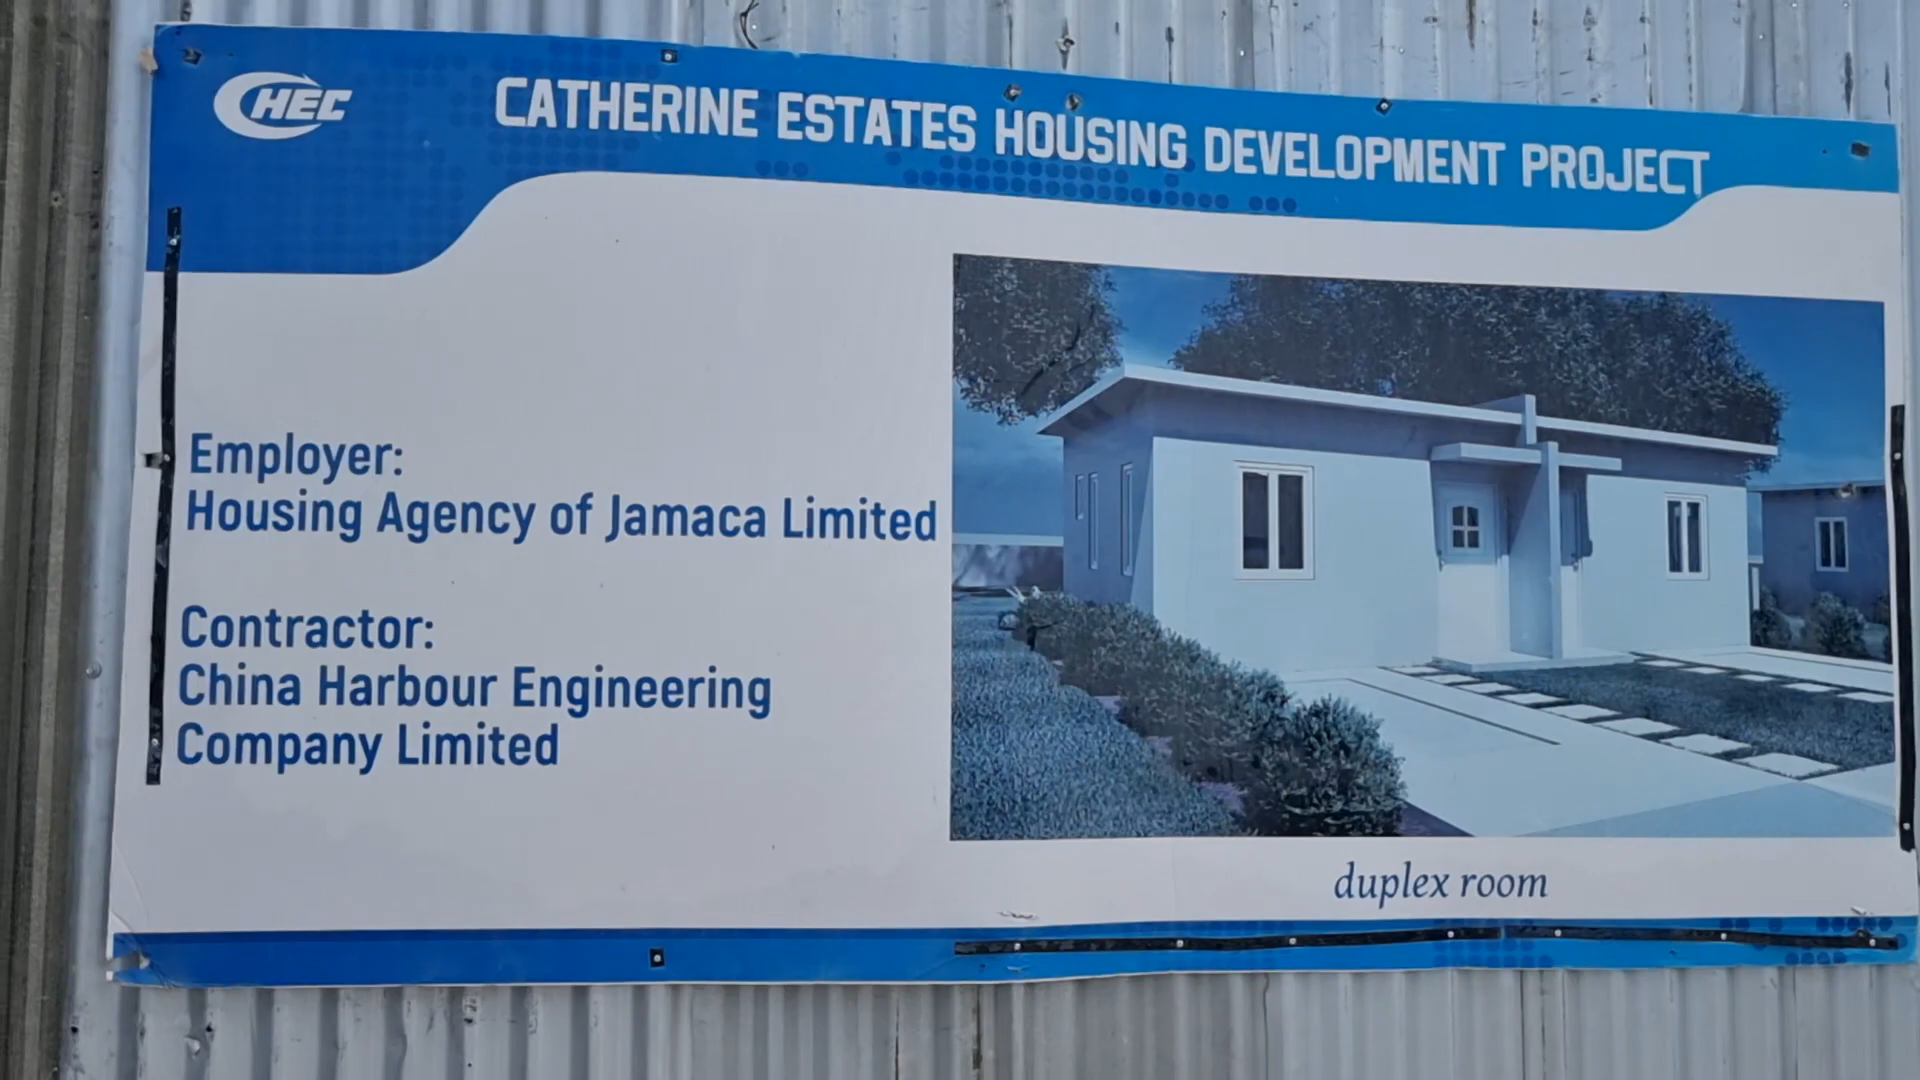 CHEC
CATHERINE ESTATES HOUSING DEVELOPMENT PROJECT
Employer:
Housing Agency of Jamaca Limited
Contractor:
China Harbour Engineering
Company Limited
duplex room